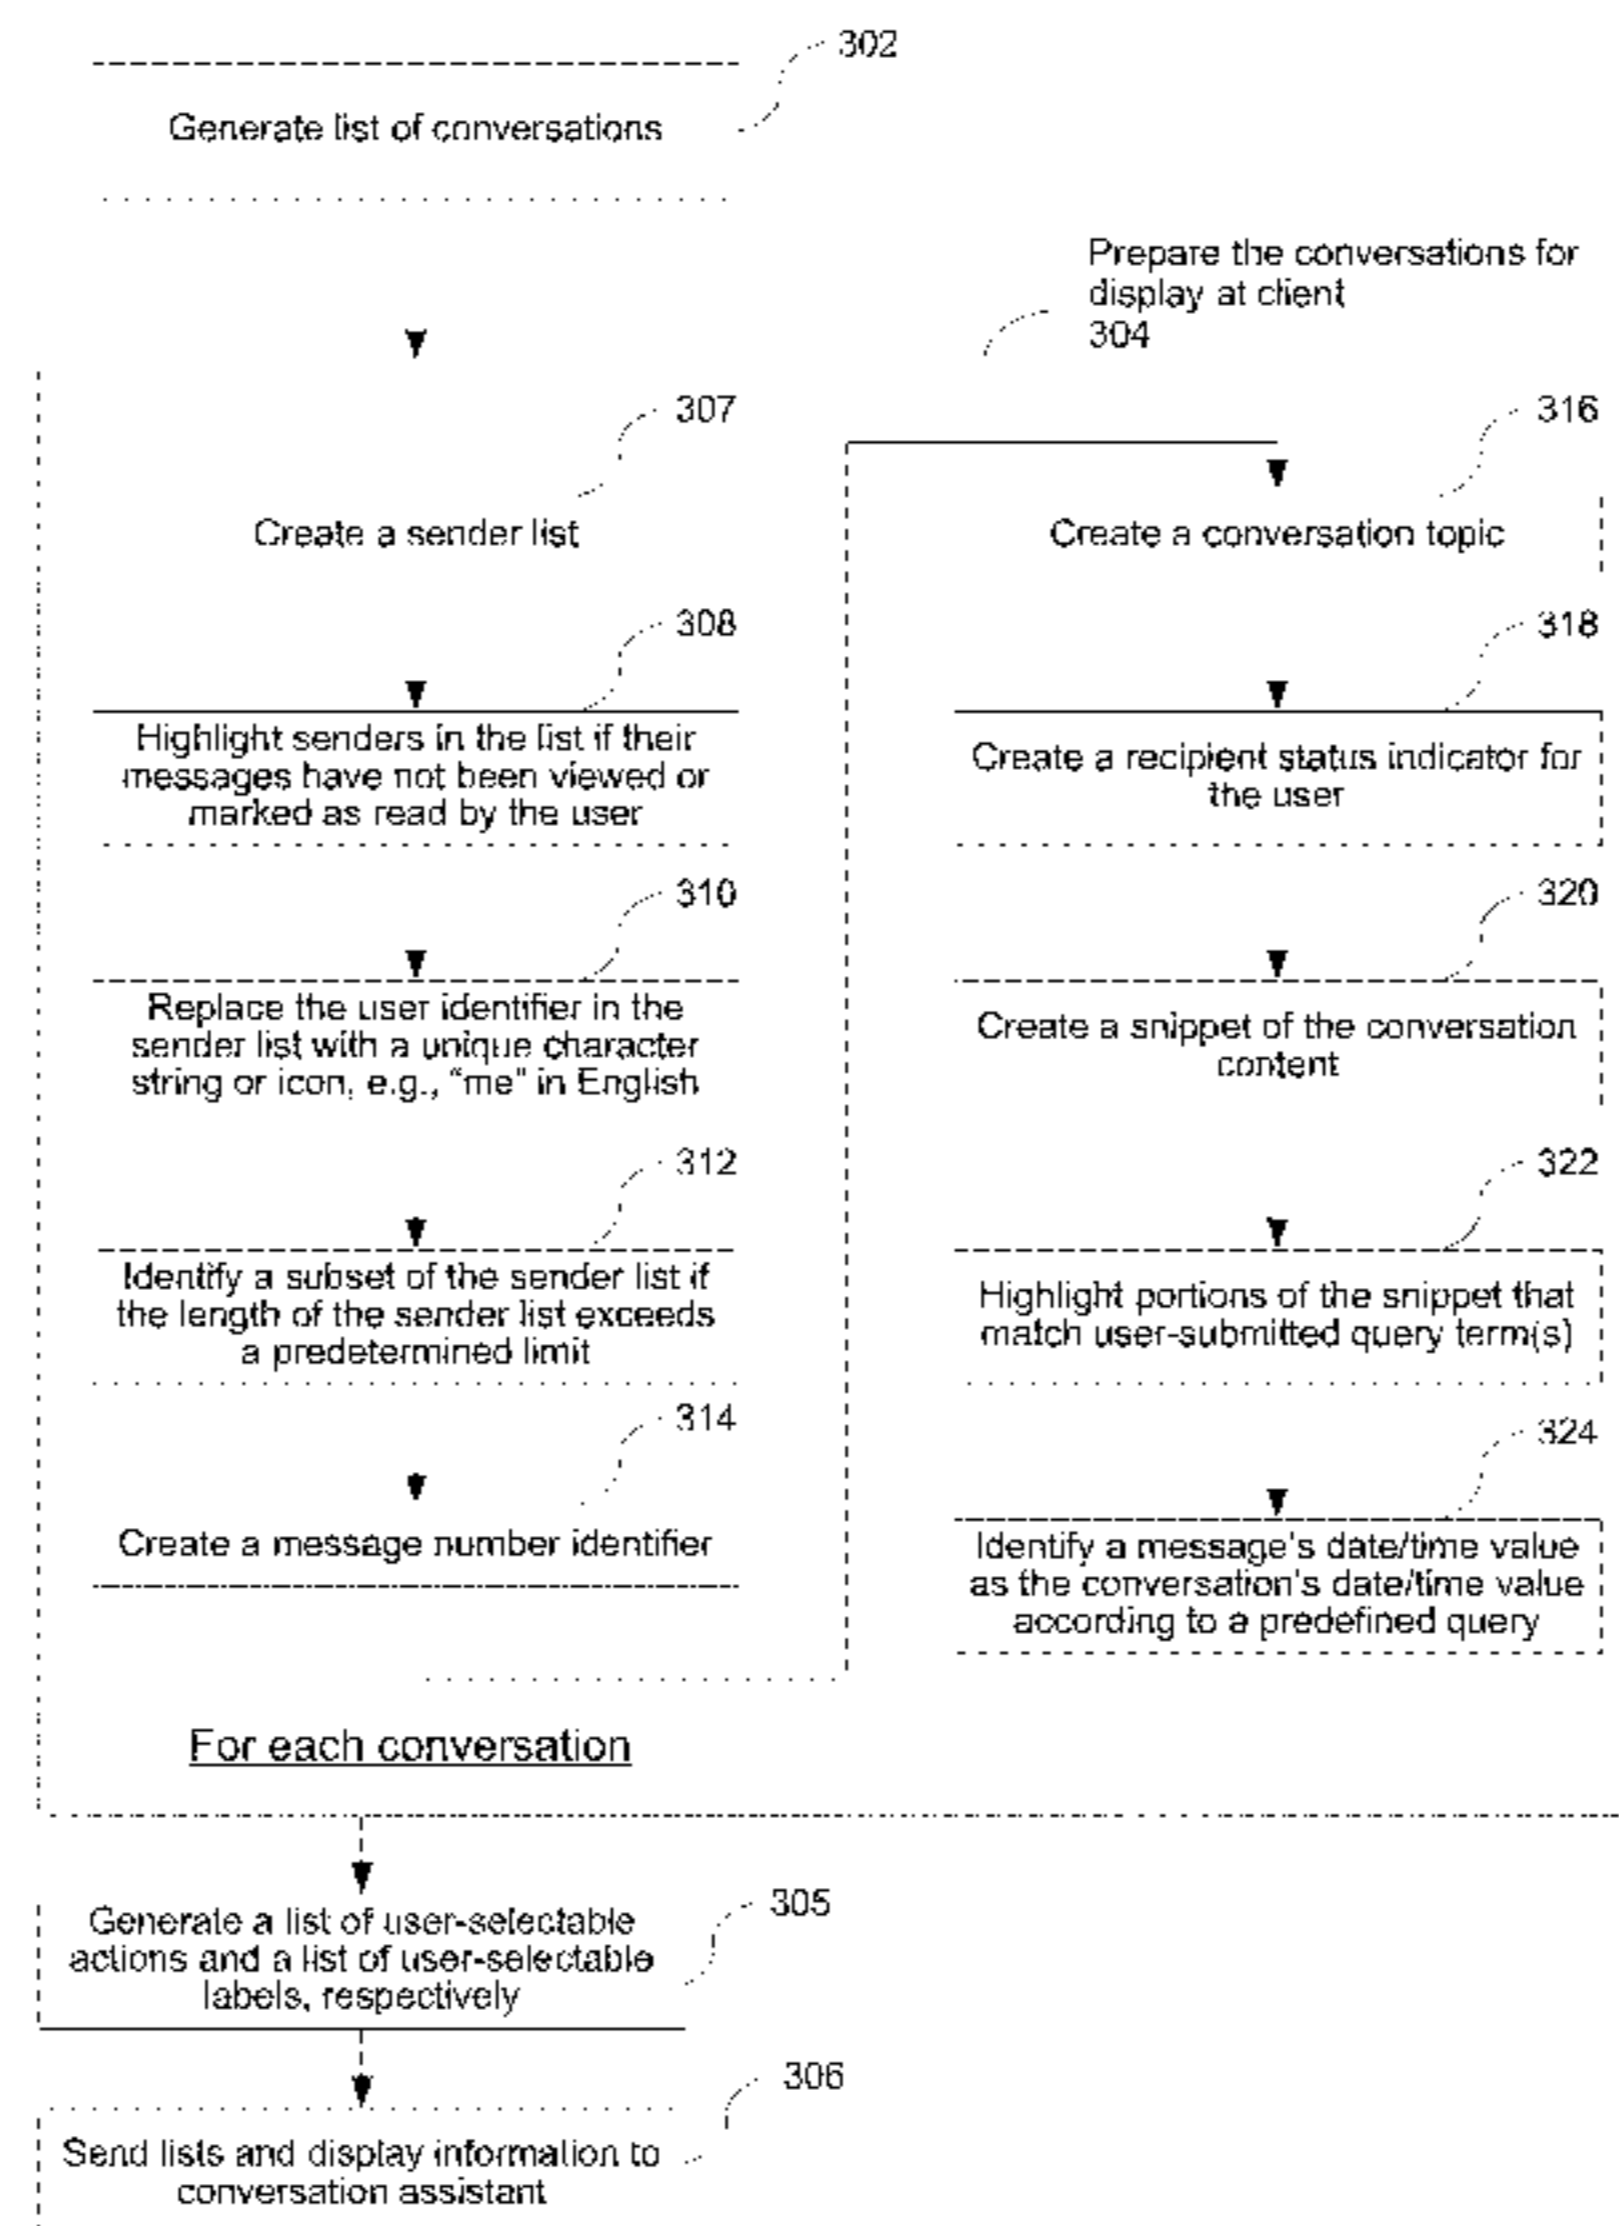 302
Generate list of conversations
Prepare the conversations for
display at client
304
307
Create a sender list
308
Highlight senders in the list if their
messages have not been viewed or
marked as read by the user
310
Replace the user identifier in the
sender list with a unique character
string or icon, e.g., “me” in English
312
Identify a subset of the sender list if
the length of the sender list exceeds
a predetermined limit
314
Create a message number identifier
316
Create a conversation topic
318
Create a recipient status indicator for
the user
320
Create a snippet of the conversation
content
322
Highlight portions of the snippet that
match user-submitted query term(s)
324
Identify a message's date/time value
as the conversation's date/time value
according to a predefined query
For each conversation
305
Generate a list of user-selectable
actions and a list of user-selectable
labels, respectively
306
Send lists and display information to
conversation assistant